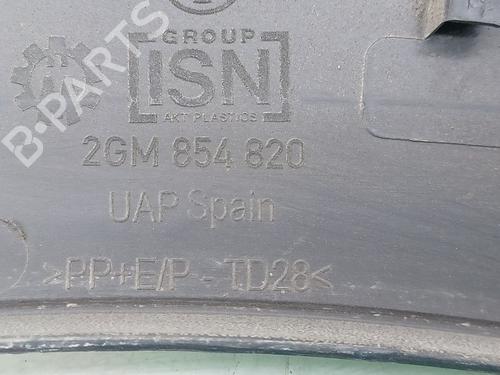 GROUP
ISN
AKT PLASTICS
2GM 854 820
UAP Spain
>PP+E/P-TD28<
B-PARTS